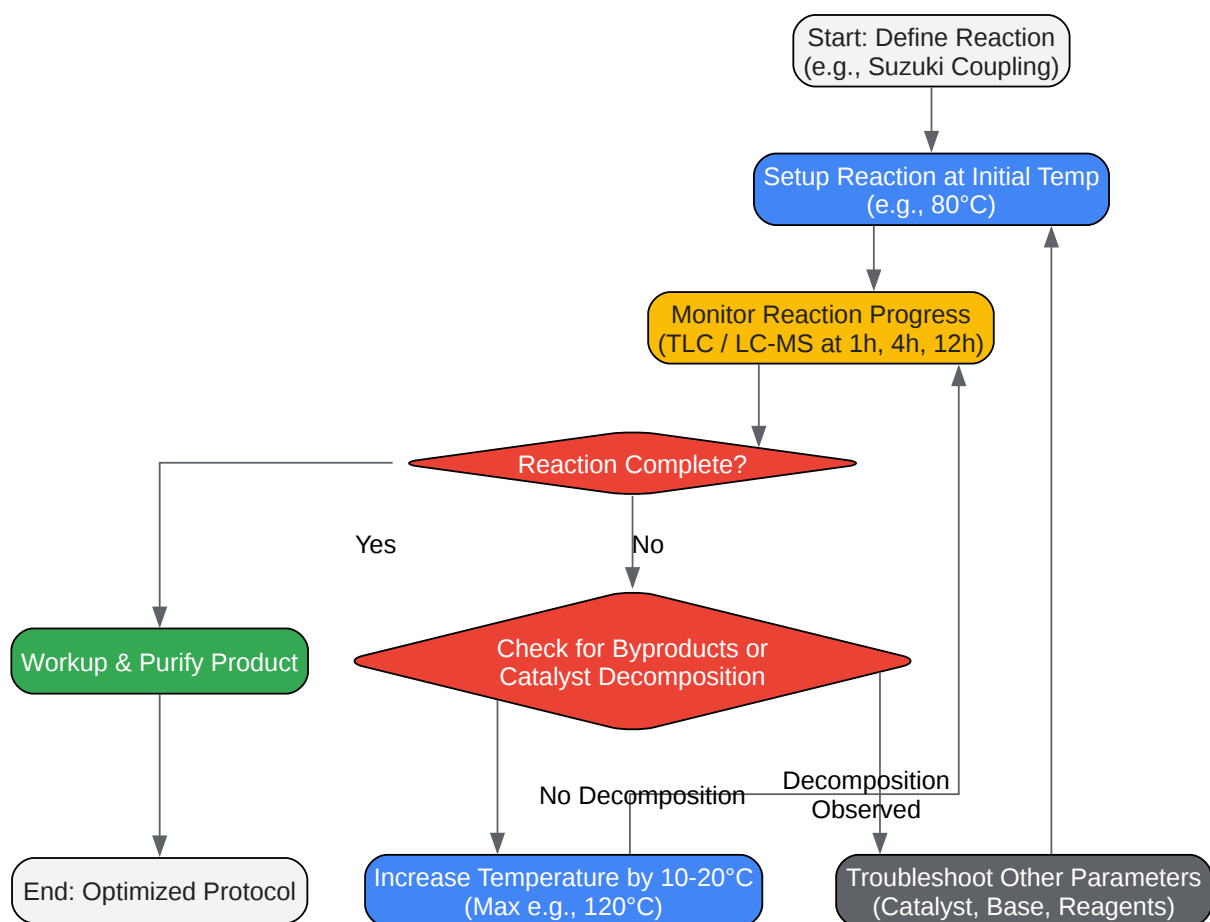 Start: Define Reaction
(e.g., Suzuki Coupling)
Setup Reaction at Initial Temp
(e.g., 80°C)
Monitor Reaction Progress
(TLC / LC-MS at 1h, 4h, 12h)
Reaction Complete?
Yes
No
Workup & Purify Product
Check for Byproducts or
Catalyst Decomposition
No Decomposition
Decomposition
Observed
End: Optimized Protocol
Increase Temperature by 10-20°C
(Max e.g., 120°C)
Troubleshoot Other Parameters
(Catalyst, Base, Reagents)